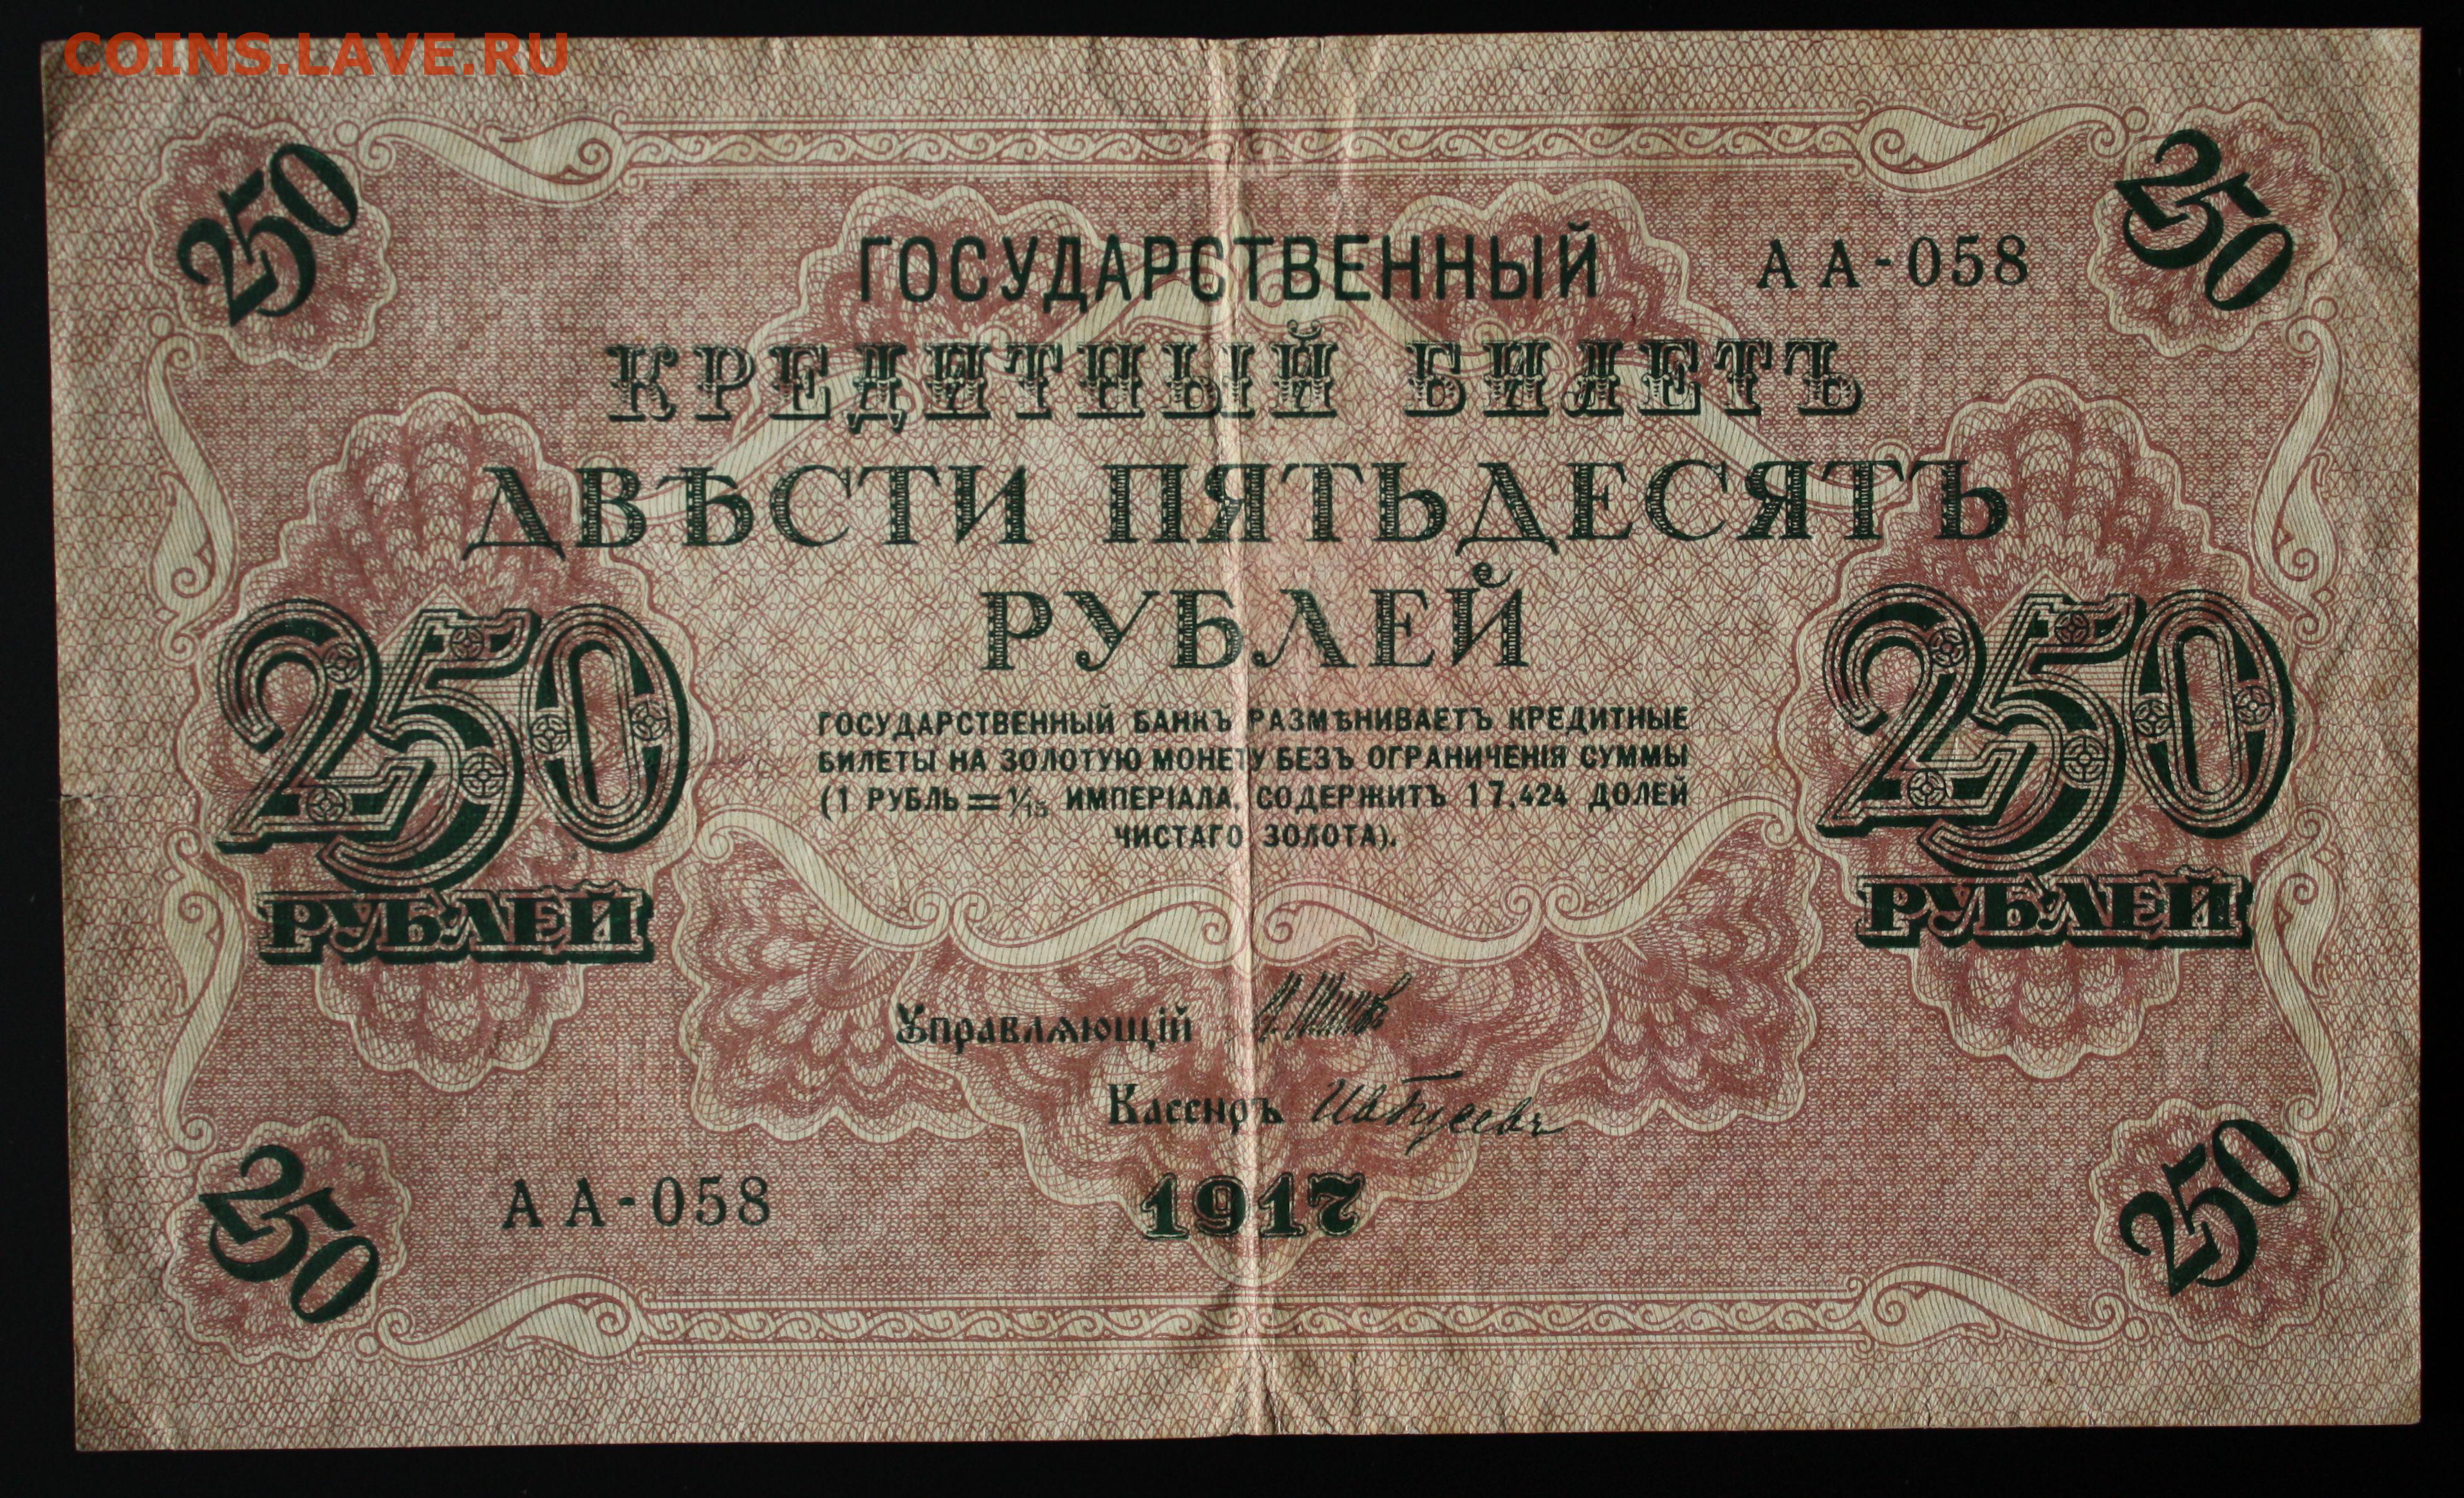 COINS.LAVE.RU
250
250
ГОСУДАРСТВЕННЫЙ
АА-058
КРЕДИТНЫЙ БИЛЕТЪ
ДВѢСТИ ПЯТЬДЕСЯТЪ
РУБЛЕЙ
250
РУБЛЕЙ
250
РУБЛЕЙ
ГОСУДАРСТВЕННЫЙ БАНКЪ РАЗМѢНИВАЕТЪ КРЕДИТНЫЕ
БИЛЕТЫ НА ЗОЛОТУЮ МОНЕТУ БЕЗЪ ОГРАНИЧЕНІЯ СУММЫ
(1 РУБЛЬ = 1/15 ИМПЕРІАЛА, СОДЕРЖИТЪ 17,424 ДОЛЕЙ
ЧИСТАГО ЗОЛОТА).
Управляющій
Кассиръ
АА-058
1917
250
250